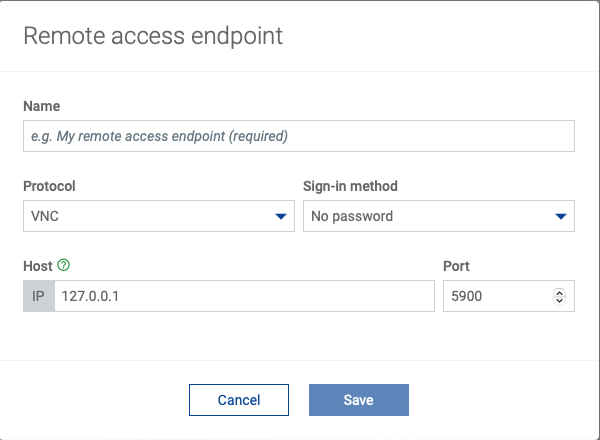 Remote access endpoint
Name
e.g. My remote access endpoint (required)
Protocol Sign-in method
VNC No password
Host ? Port
IP 127.0.0.1 5900
Cancel Save